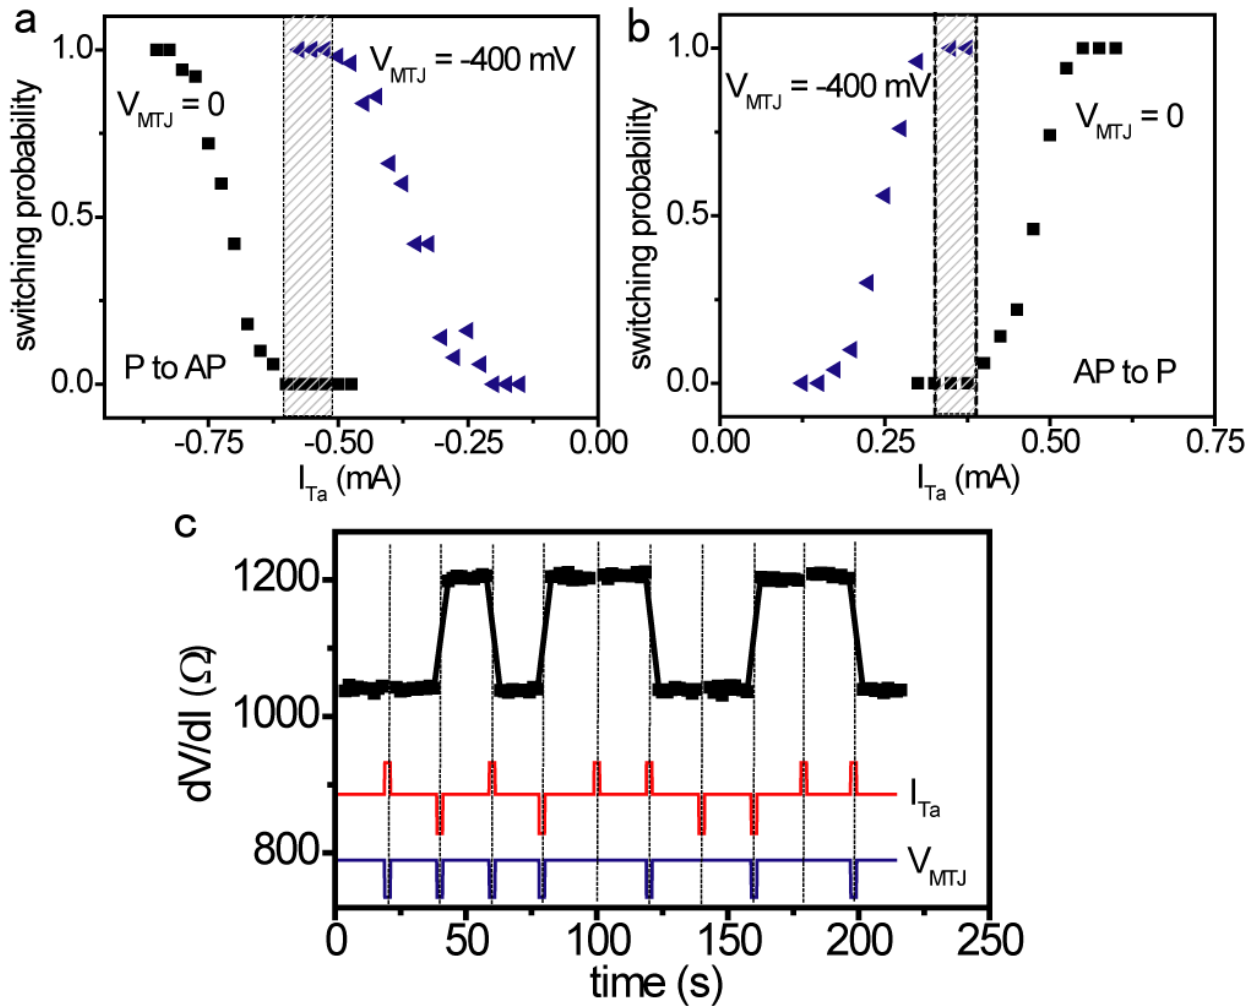 a
switching probability
1.0
0.5
0.0
V_MTJ = 0
V_MTJ = -400 mV
P to AP
-0.75 -0.50 -0.25 0.00
I_Ta (mA)
b
switching probability
1.0
0.5
0.0
V_MTJ = -400 mV
V_MTJ = 0
AP to P
0.00 0.25 0.50 0.75
I_Ta (mA)
c
dV/dI (Ω)
1200
1000
800
I_Ta
V_MTJ
0 50 100 150 200 250
time (s)